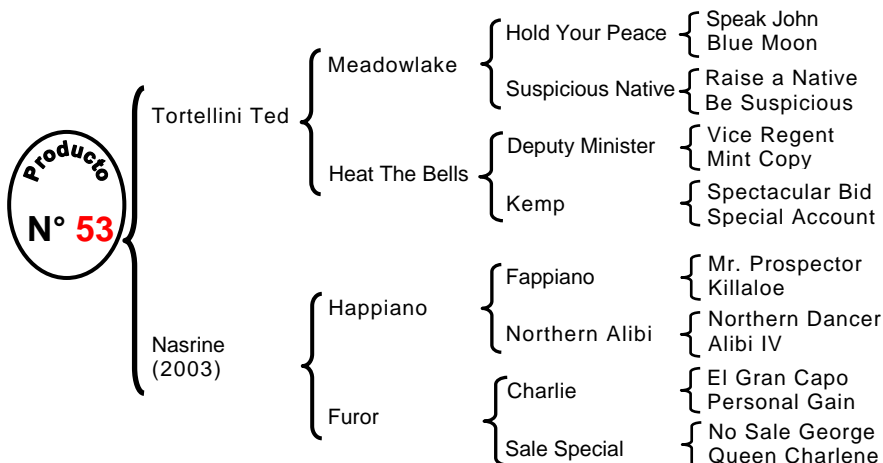 Producto
N° 53
Tortellini Ted
Nasrine
(2003)
Meadowlake
Heat The Bells
Happiano
Furor
Hold Your Peace
Suspicious Native
Deputy Minister
Kemp
Fappiano
Northern Alibi
Charlie
Sale Special
Speak John
Blue Moon
Raise a Native
Be Suspicious
Vice Regent
Mint Copy
Spectacular Bid
Special Account
Mr. Prospector
Killaloe
Northern Dancer
Alibi IV
El Gran Capo
Personal Gain
No Sale George
Queen Charlene